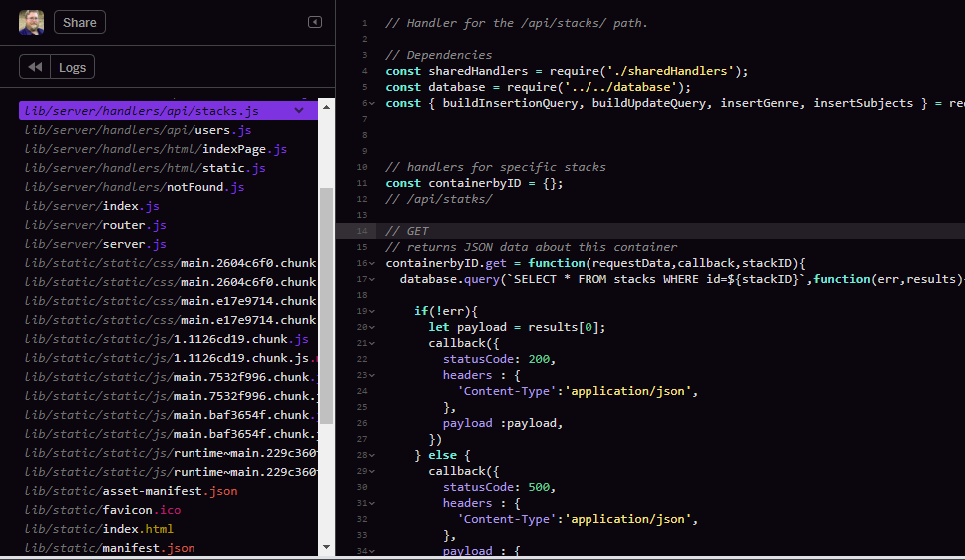 Share
Logs
lib/server/handlers/api/stacks.js
lib/server/handlers/api/users.js
lib/server/handlers/html/indexPage.js
lib/server/handlers/html/static.js
lib/server/handlers/notFound.js
lib/server/index.js
lib/server/router.js
lib/server/server.js
lib/static/static/css/main.2604c6f0.chunk
lib/static/static/css/main.2604c6f0.chunk
lib/static/static/css/main.e17e9714.chunk
lib/static/static/css/main.e17e9714.chunk
lib/static/static/js/1.1126cd19.chunk.js
lib/static/static/js/1.1126cd19.chunk.js.
lib/static/static/js/main.7532f996.chunk.
lib/static/static/js/main.7532f996.chunk.
lib/static/static/js/main.baf3654f.chunk.
lib/static/static/js/main.baf3654f.chunk.
lib/static/static/js/runtime~main.229c360
lib/static/static/js/runtime~main.229c360
lib/static/asset-manifest.json
lib/static/favicon.ico
lib/static/index.html
lib/static/manifest.json
1 // Handler for the /api/stacks/ path.
2
3 // Dependencies
4 const sharedHandlers = require('./sharedHandlers');
5 const database = require('../../database');
6 const { buildInsertionQuery, buildUpdateQuery, insertGenre, insertSubjects } = re
7
8
9
10 // handlers for specific stacks
11 const containerbyID = {};
12 // /api/statks/
13
14 // GET
15 // returns JSON data about this container
16 containerbyID.get = function(requestData,callback,stackID){
17 database.query(`SELECT * FROM stacks WHERE id=${stackID}`,function(err,results)
18
19 if(!err){
20 let payload = results[0];
21 callback({
22 statusCode: 200,
23 headers : {
24 'Content-Type':'application/json',
25 },
26 payload :payload,
27 })
28 } else {
29 callback({
30 statusCode: 500,
31 headers : {
32 'Content-Type':'application/json',
33 },
34 payload : {